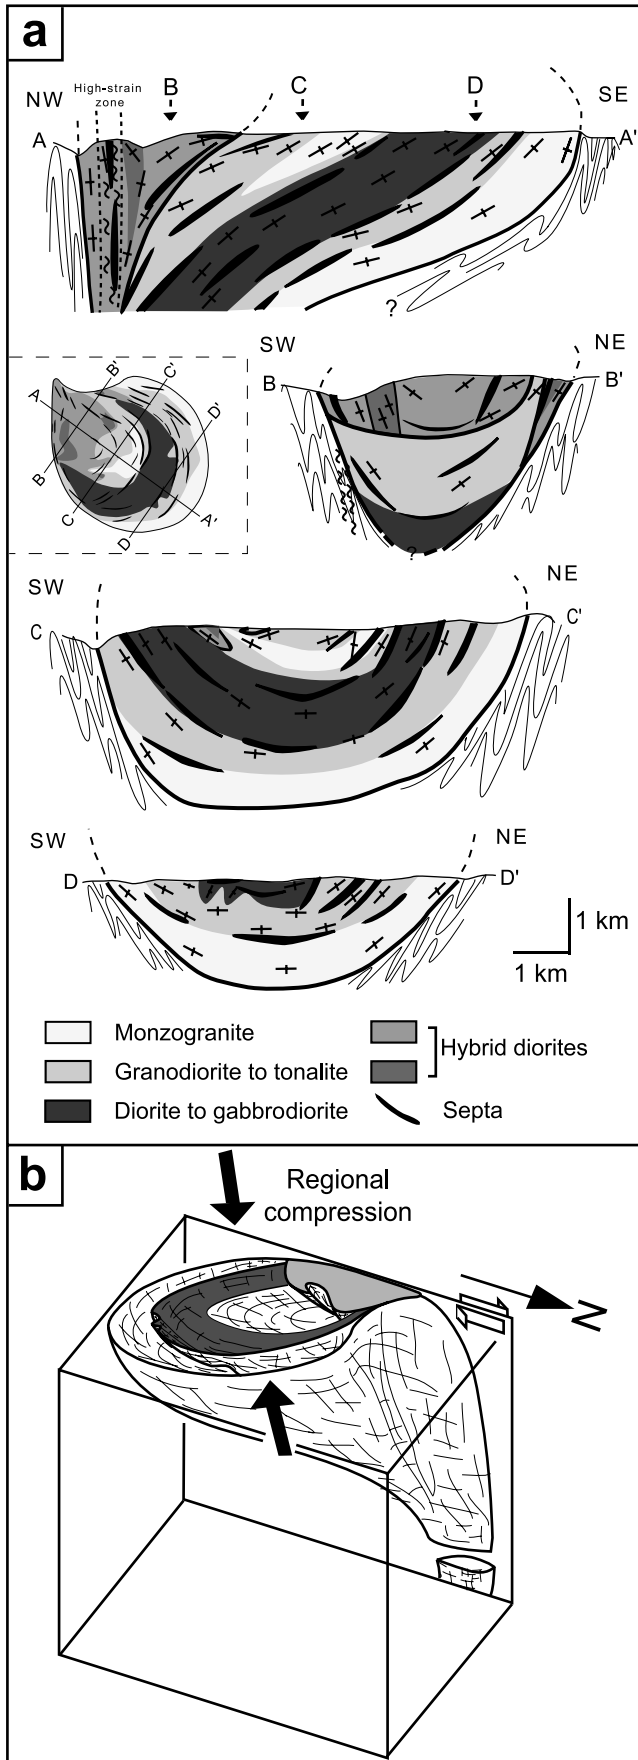 a
High-strain
zone
NW
B
C
D
SE
A
A'
?
SW
NE
B
B'
?
A
B'
C'
D'
B
C
D
A'
SW
NE
C
C'
SW
NE
D
D'
1 km
1 km
Monzogranite
Granodiorite to tonalite
Diorite to gabbrodiorite
Hybrid diorites
Septa
b
Regional
compression
N